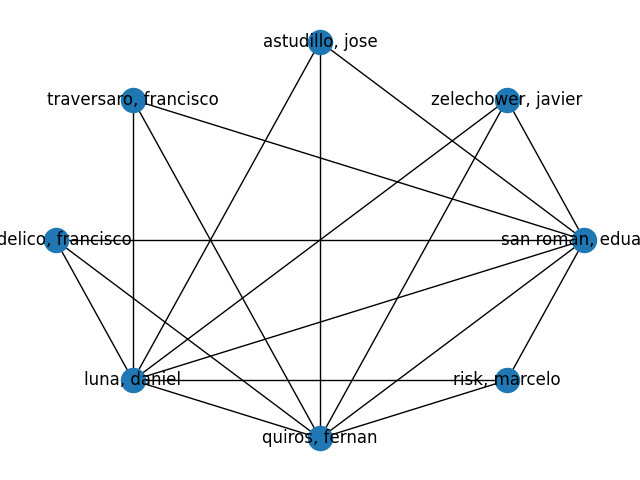 astudillo, jose
traversaro, francisco
zelechower, javier
delico, francisco
san roman, edua
luna, daniel
risk, marcelo
quiros, fernan